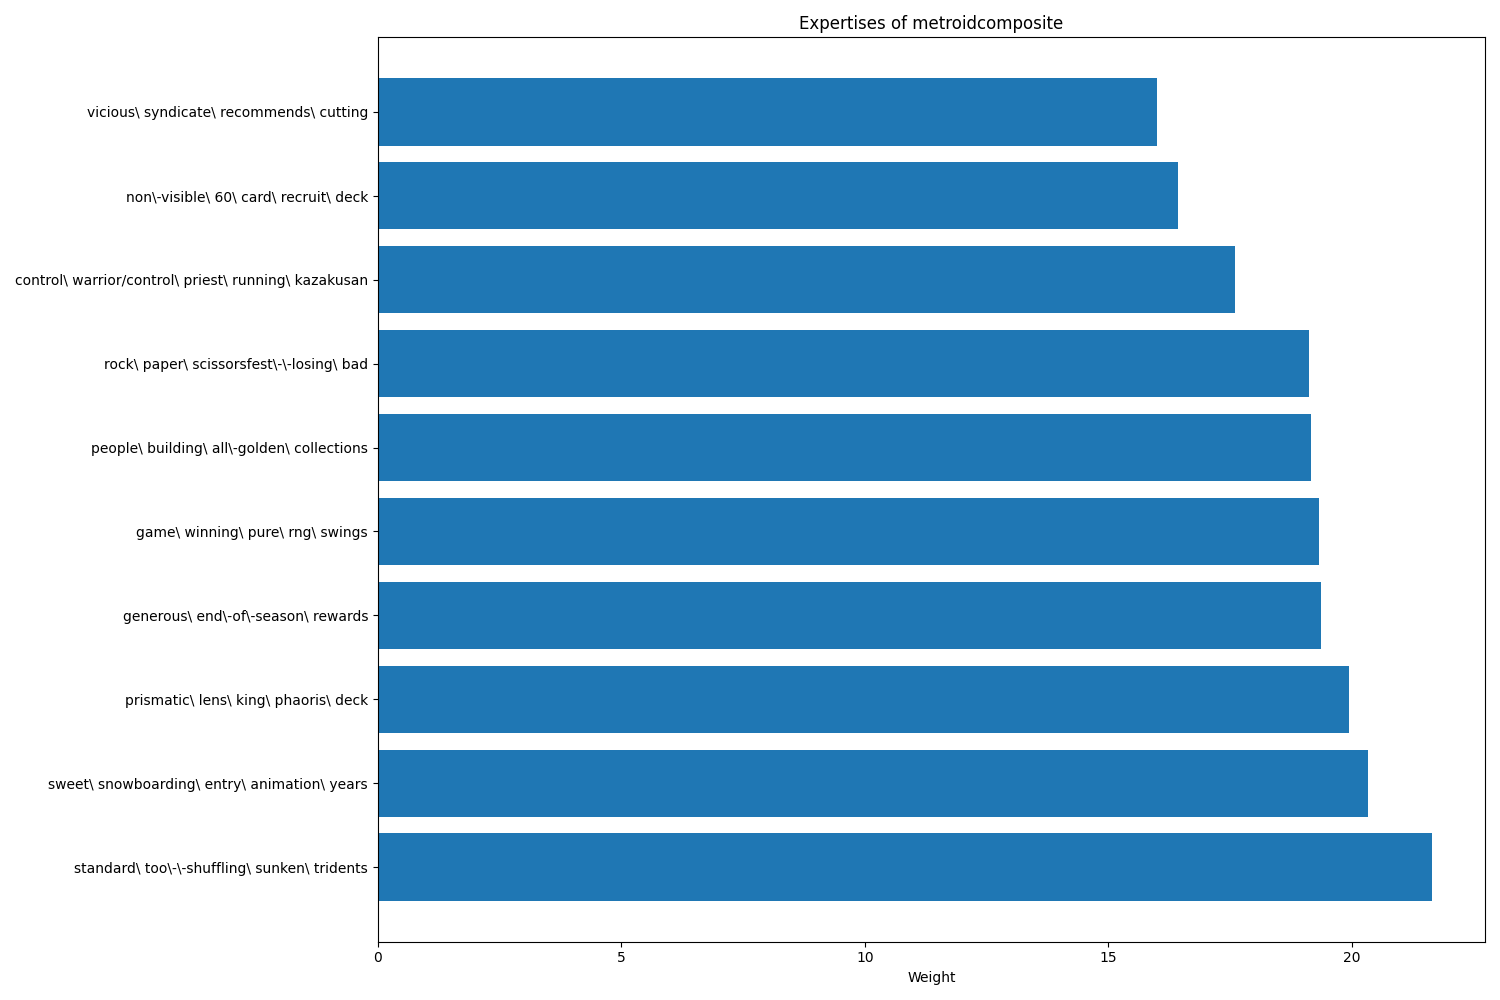 Expertises of metroidcomposite
vicious\ syndicate\ recommends\ cutting
non\-visible\ 60\ card\ recruit\ deck
control\ warrior/control\ priest\ running\ kazakusan
rock\ paper\ scissorsfest\-\-losing\ bad
people\ building\ all\-golden\ collections
game\ winning\ pure\ rng\ swings
generous\ end\-of\-season\ rewards
prismatic\ lens\ king\ phaoris\ deck
sweet\ snowboarding\ entry\ animation\ years
standard\ too\-\-shuffling\ sunken\ tridents
0 5 10 15 20
Weight